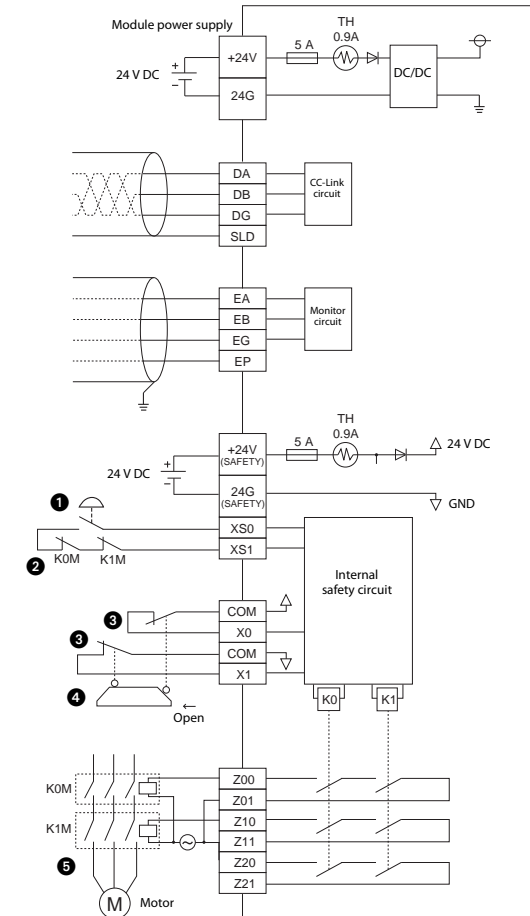 Module power supply
TH
0.9A
5 A
+24V
24 V DC
+
−
24G
DC/DC
DA
DB
DG
SLD
CC-Link
circuit
EA
EB
EG
EP
Monitor
circuit
TH
0.9A
5 A
+24V
(SAFETY)
24 V DC
24 V DC
+
−
24G
(SAFETY)
GND
1
XS0
XS1
2
K0M
K1M
Internal
safety circuit
3
COM
X0
3
COM
X1
4
←
Open
K0
K1
K0M
Z00
Z01
K1M
Z10
Z11
5
Z20
Z21
M
Motor